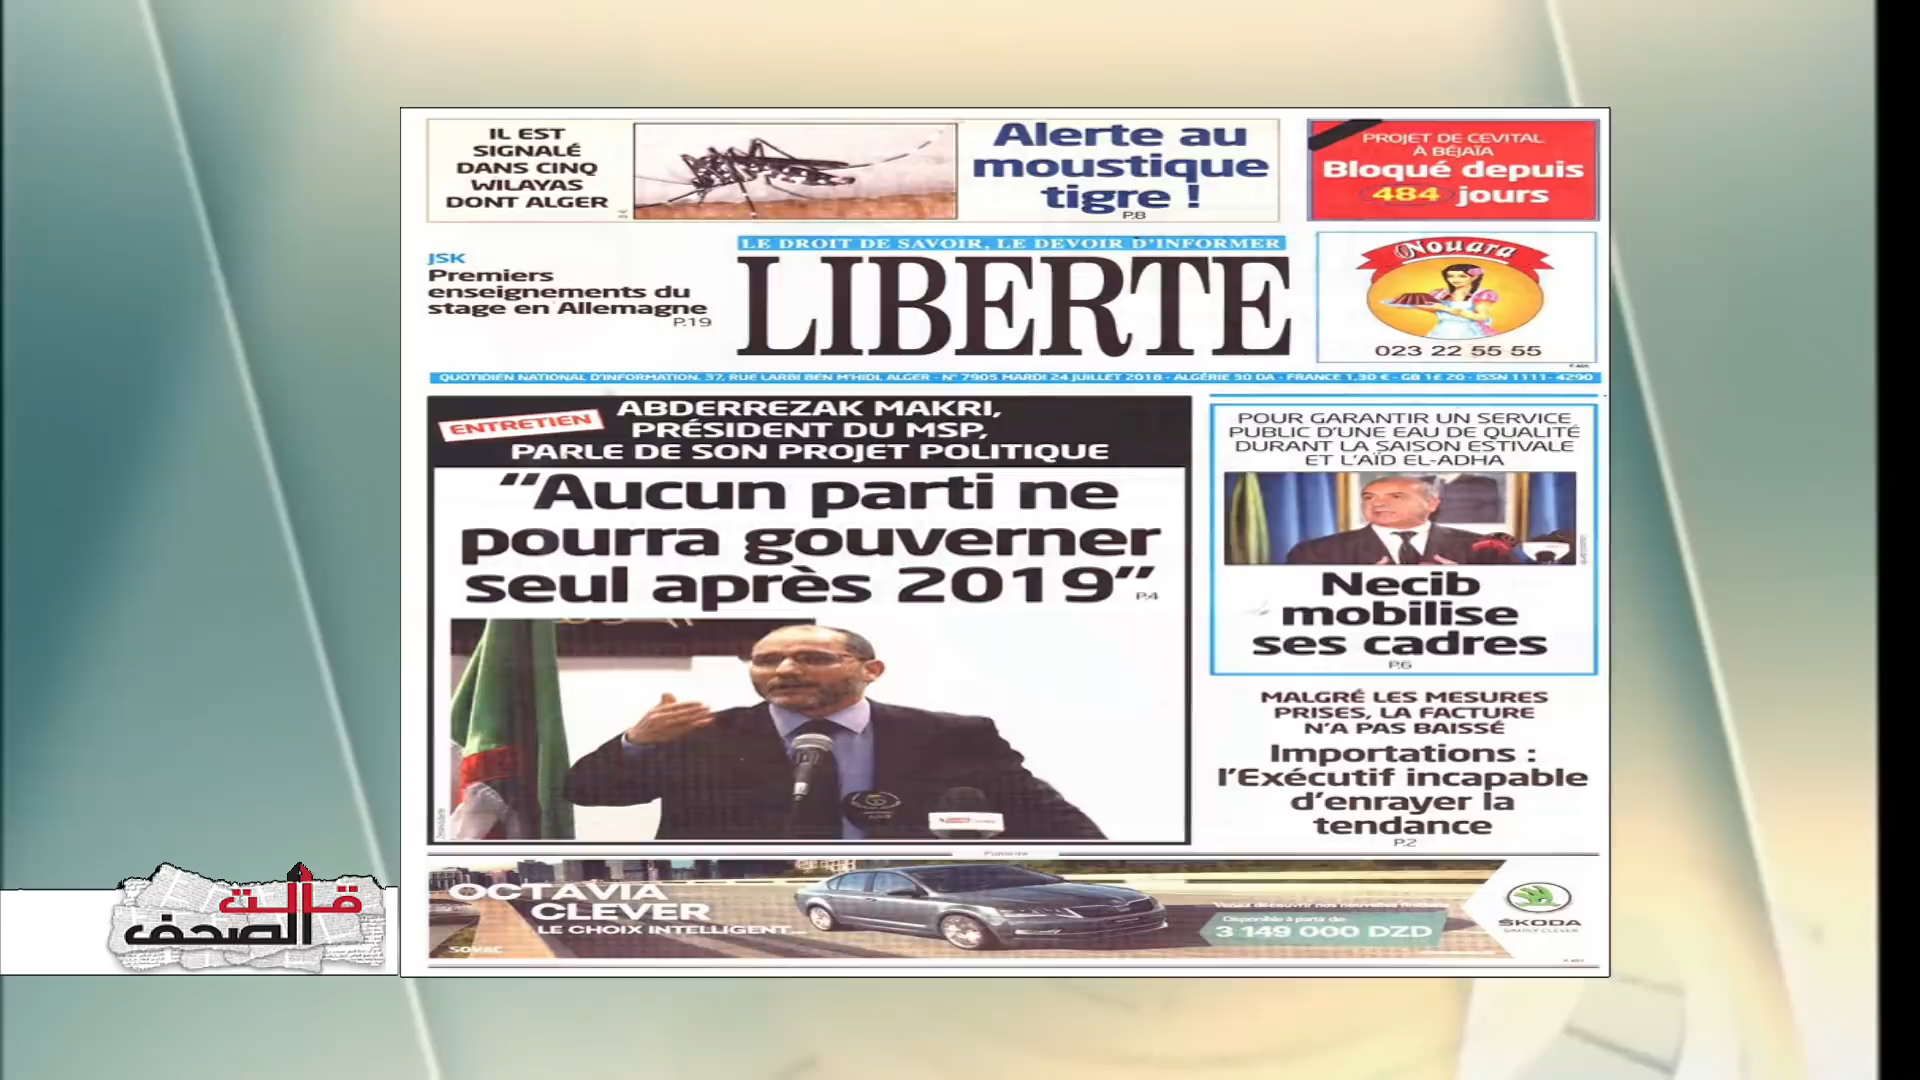 IL EST
SIGNALÉ
DANS CINQ
WILAYAS
DONT ALGER
Alerte au
moustique
tigre !
P.8
PROJET DE CEVITAL
À BÉJAÏA
Bloqué depuis
484 jours
JSK
Premiers
enseignements du
stage en Allemagne
P.19
LE DROIT DE SAVOIR, LE DEVOIR D'INFORMER
LIBERTE
Nouara
023 22 55 55
QUOTIDIEN NATIONAL D'INFORMATION. 37, RUE LARBI BEN M'HIDI, ALGER - N° 7905 MARDI 24 JUILLET 2018 - ALGÉRIE 30 DA - FRANCE 1,30 € - GB 1£ 20 - ISSN 1111- 4290
ENTRETIEN
ABDERREZAK MAKRI,
PRÉSIDENT DU MSP,
PARLE DE SON PROJET POLITIQUE
“Aucun parti ne
pourra gouverner
seul après 2019”
P.4
POUR GARANTIR UN SERVICE
PUBLIC D'UNE EAU DE QUALITÉ
DURANT LA SAISON ESTIVALE
ET L'AÏD EL-ADHA
Necib
mobilise
ses cadres
P.6
MALGRÉ LES MESURES
PRISES, LA FACTURE
N'A PAS BAISSÉ
Importations :
l'Exécutif incapable
d'enrayer la
tendance
P.2
Publicité
OCTAVIA
CLEVER
LE CHOIX INTELLIGENT...
SOVAC
Disponible à partir de
3 149 000 DZD
ŠKODA
SIMPLY CLEVER
قالت
الصحف